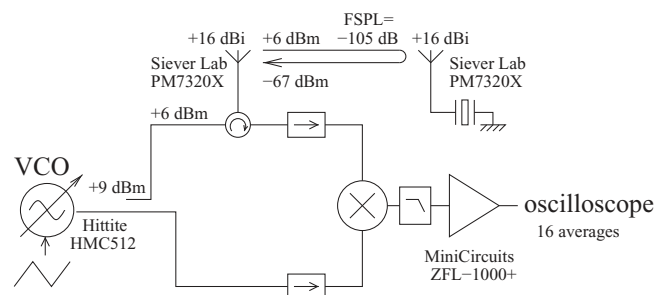 FSPL=
+16 dBi
+6 dBm
−105 dB
+16 dBi
Siever Lab
PM7320X
−67 dBm
Siever Lab
PM7320X
+6 dBm
VCO
+9 dBm
Hittite
HMC512
oscilloscope
16 averages
MiniCircuits
ZFL−1000+